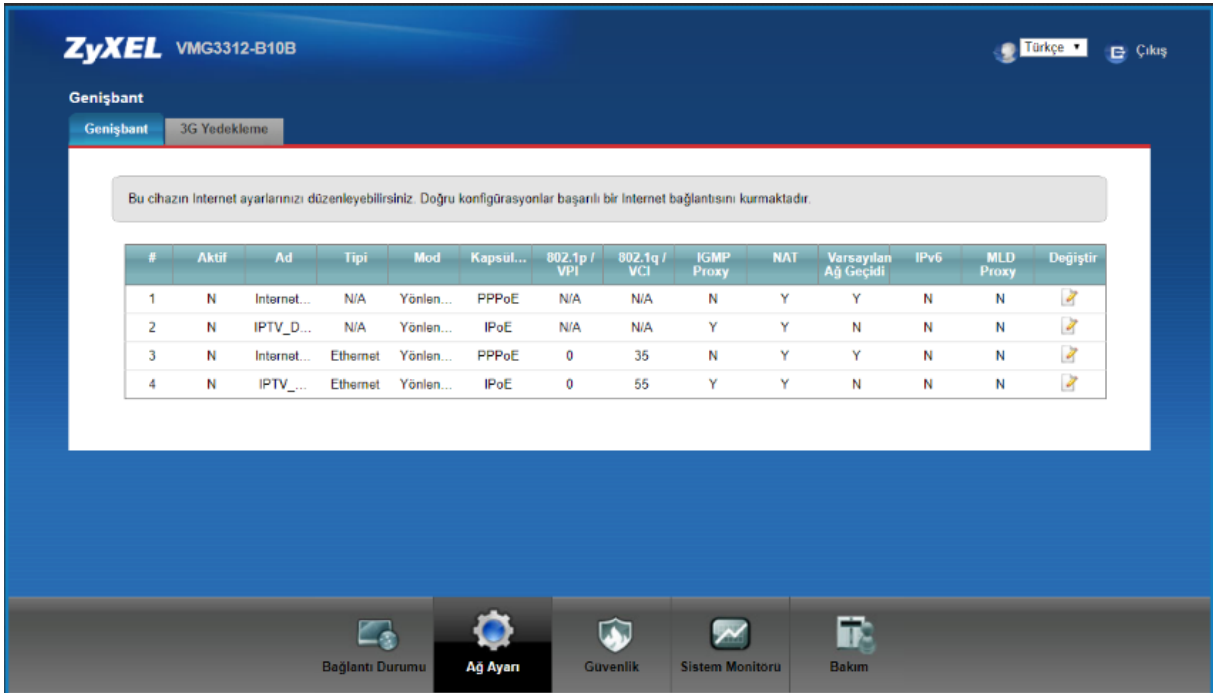 ZyXEL VMG3312-B10B
Türkçe
Çıkış
Genişbant
Genişbant 3G Yedekleme
Bu cihazın Internet ayarlarınızı düzenleyebilirsiniz. Doğru konfigürasyonlar başarılı bir Internet bağlantısını kurmaktadır.
# Aktif Ad Tipi Mod Kapsül... 802.1p / VPI 802.1q / VCI IGMP Proxy NAT Varsayılan Ağ Geçidi IPv6 MLD Proxy Değiştir
1 N Internet... N/A Yönlen... PPPoE N/A N/A N Y Y N N
2 N IPTV_D... N/A Yönlen... IPoE N/A N/A Y Y N N N
3 N Internet... Ethernet Yönlen... PPPoE 0 35 N Y Y N N
4 N IPTV_... Ethernet Yönlen... IPoE 0 55 Y Y N N N
Bağlantı Durumu Ağ Ayarı Güvenlik Sistem Monitoru Bakım